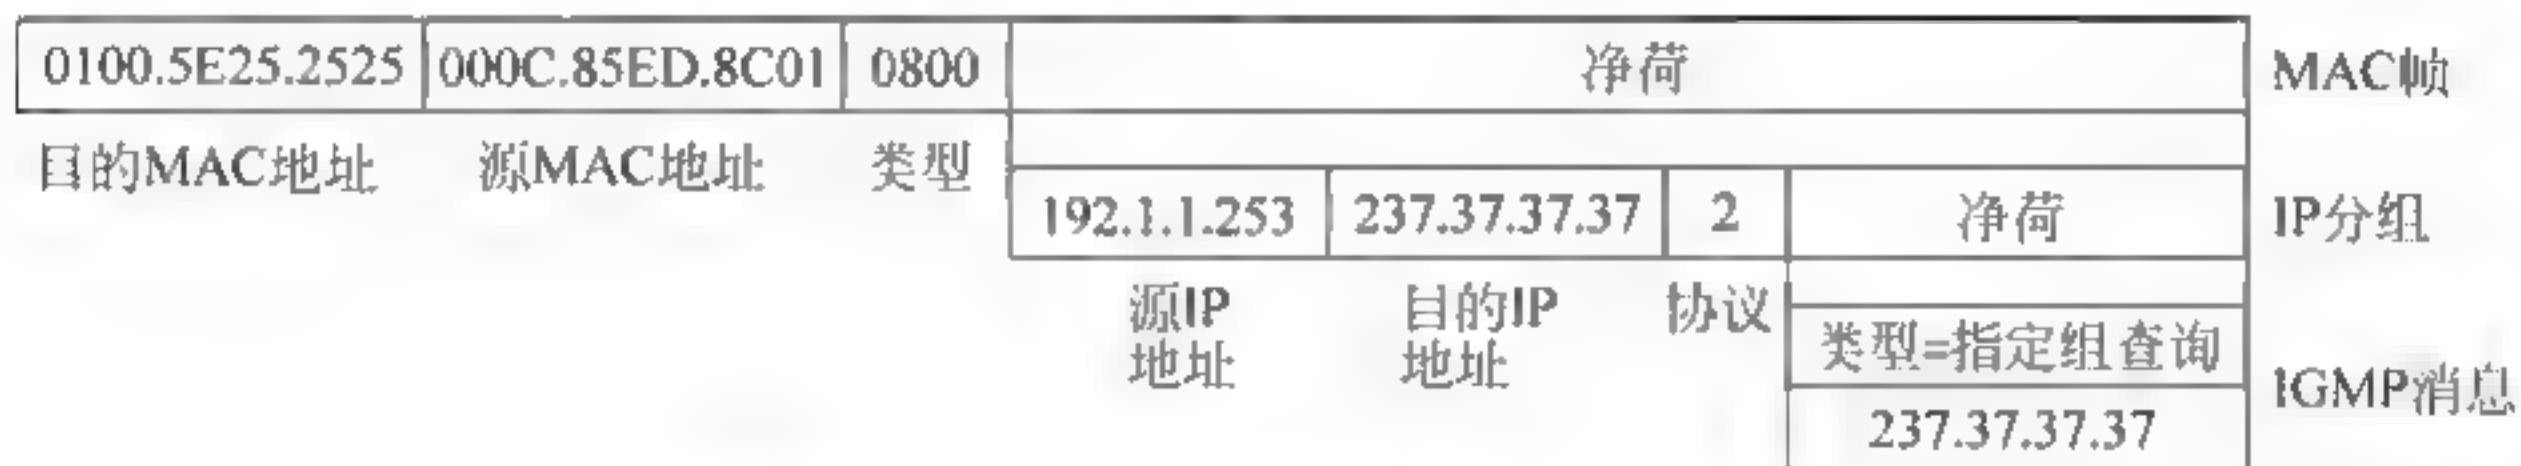 0100.5E25.2525 000C.85ED.8C01 0800 净荷 MAC帧
目的MAC地址 源MAC地址 类型
192.1.1.253 237.37.37.37 2 净荷 IP分组
源IP 目的IP 协议
地址 地址
类型=指定组查询
IGMP消息
237.37.37.37